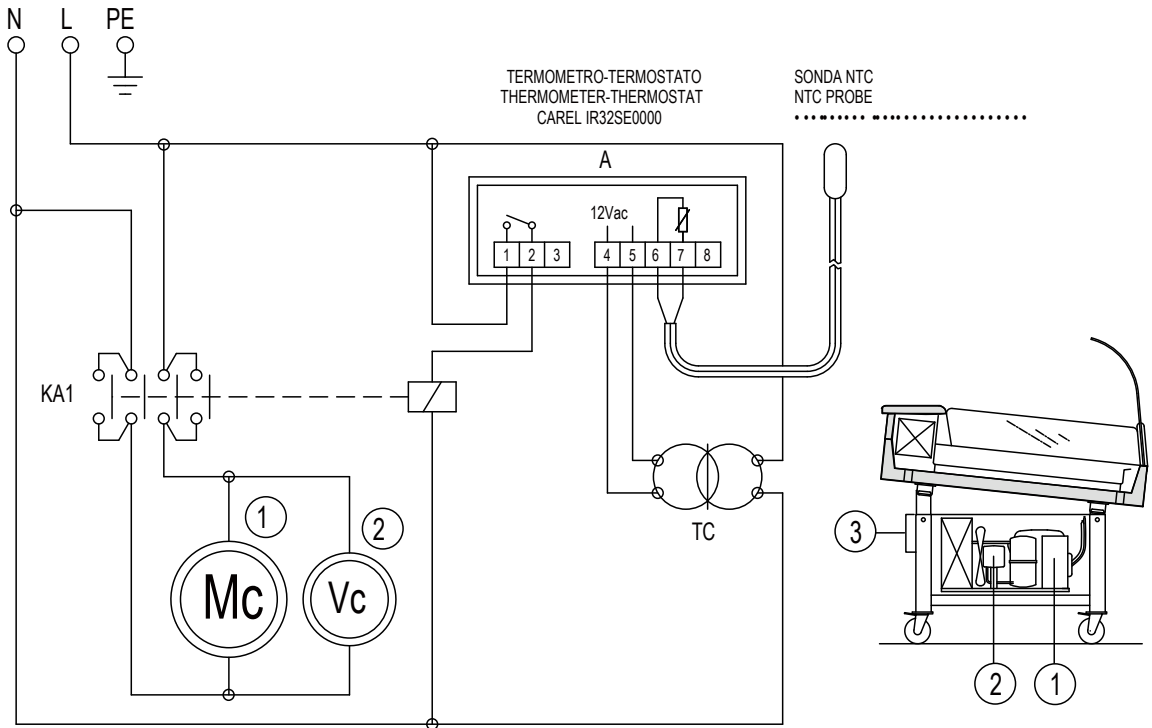 N L PE
TERMOMETRO-TERMOSTATO
THERMOMETER-THERMOSTAT
CAREL IR32SE0000
SONDA NTC
NTC PROBE
A
12Vac
1 2 3 4 5 6 7 8
KA1
1
2
Mc
Vc
TC
3
2 1